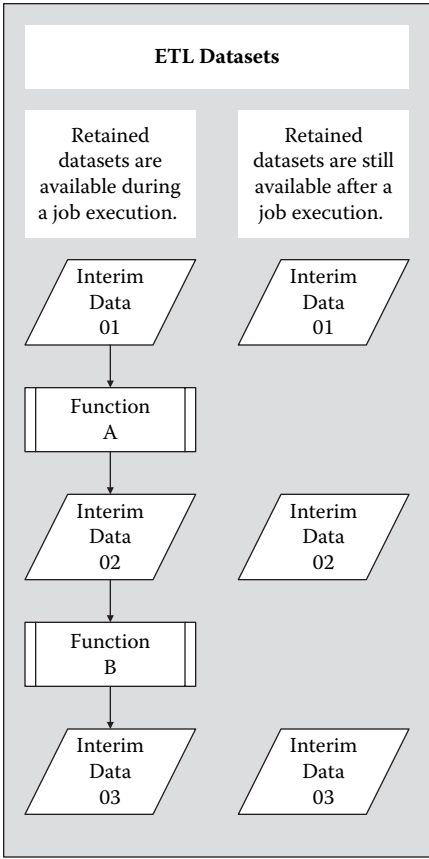 ETL Datasets
Retained
datasets are
available during
a job execution.
Retained
datasets are still
available after a
job execution.
Interim
Data
01
Interim
Data
01
Function
A
Interim
Data
02
Interim
Data
02
Function
B
Interim
Data
03
Interim
Data
03